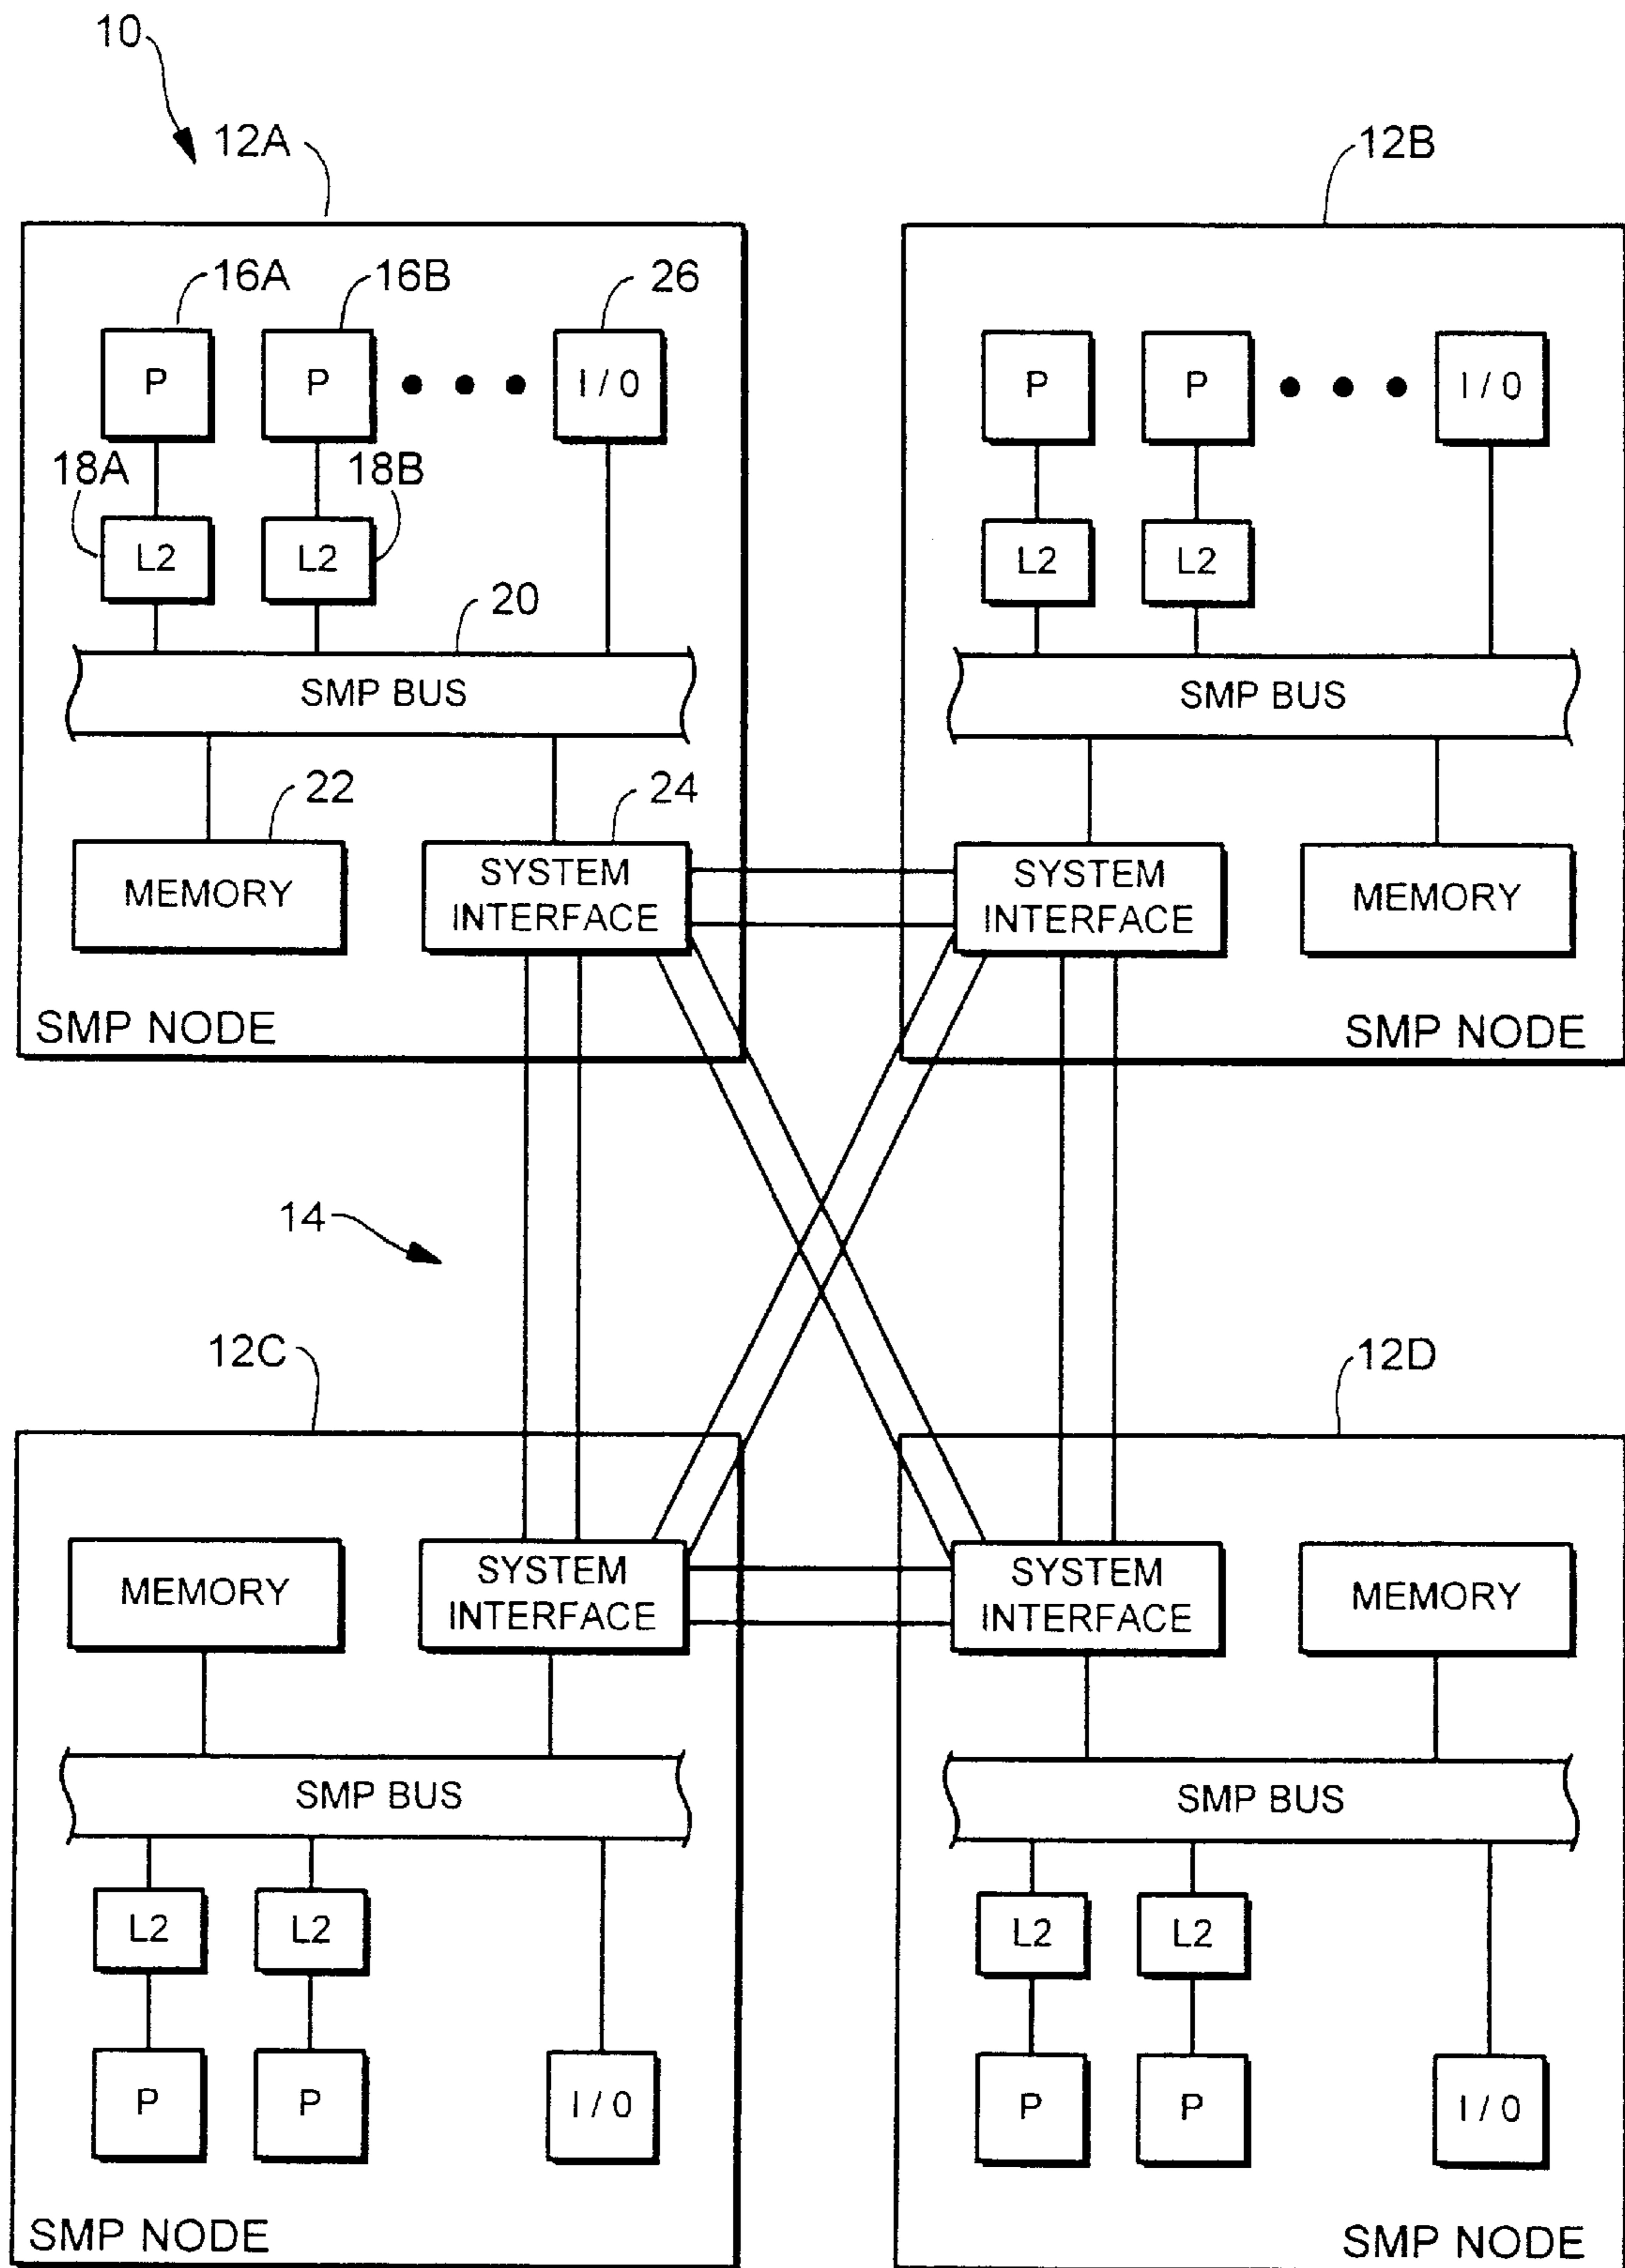 10
12A
12B
16A
16B
26
P
P
I / 0
P
P
I / 0
18A
18B
L2
L2
L2
L2
20
SMP BUS
SMP BUS
22
24
MEMORY
SYSTEM
INTERFACE
SYSTEM
INTERFACE
MEMORY
SMP NODE
SMP NODE
14
12C
12D
MEMORY
SYSTEM
INTERFACE
SYSTEM
INTERFACE
MEMORY
SMP BUS
SMP BUS
L2
L2
L2
L2
P
P
I / 0
P
P
I / 0
SMP NODE
SMP NODE